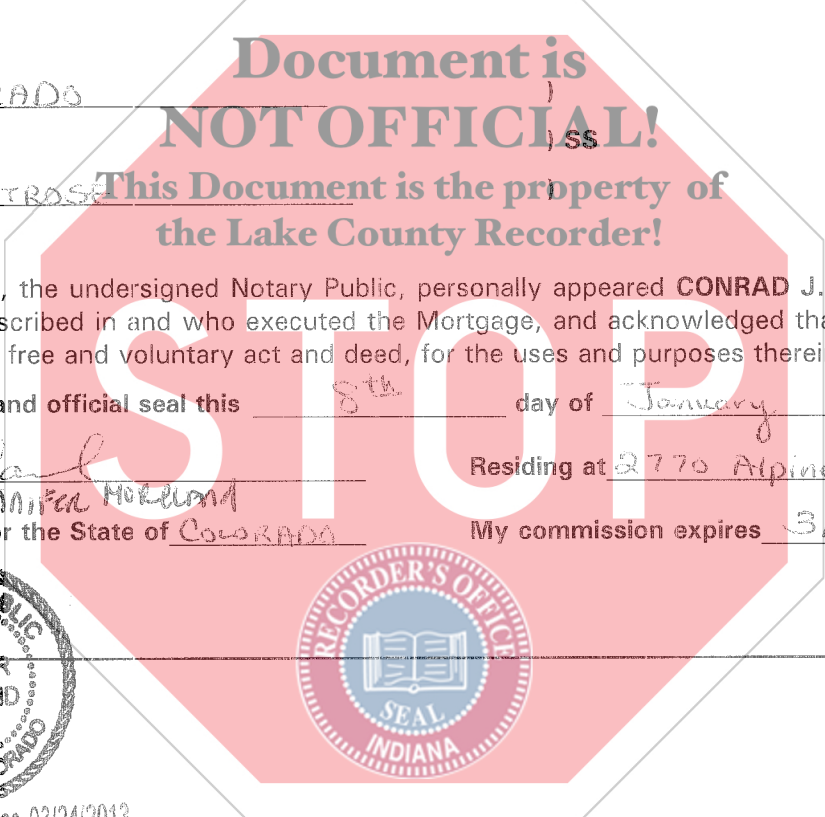 Document is
ADO )
NOT OFFICIAL!
) SS
This Document is the property of
TROSE )
the Lake County Recorder!
, the undersigned Notary Public, personally appeared CONRAD J.
scribed in and who executed the Mortgage, and acknowledged tha
free and voluntary act and deed, for the uses and purposes therei
and official seal this 8th day of January
STOP
Residing at 2770 Alpine
Moreland
r the State of COLORADO My commission expires 3
RECORDER'S OFFICE
SEAL
INDIANA